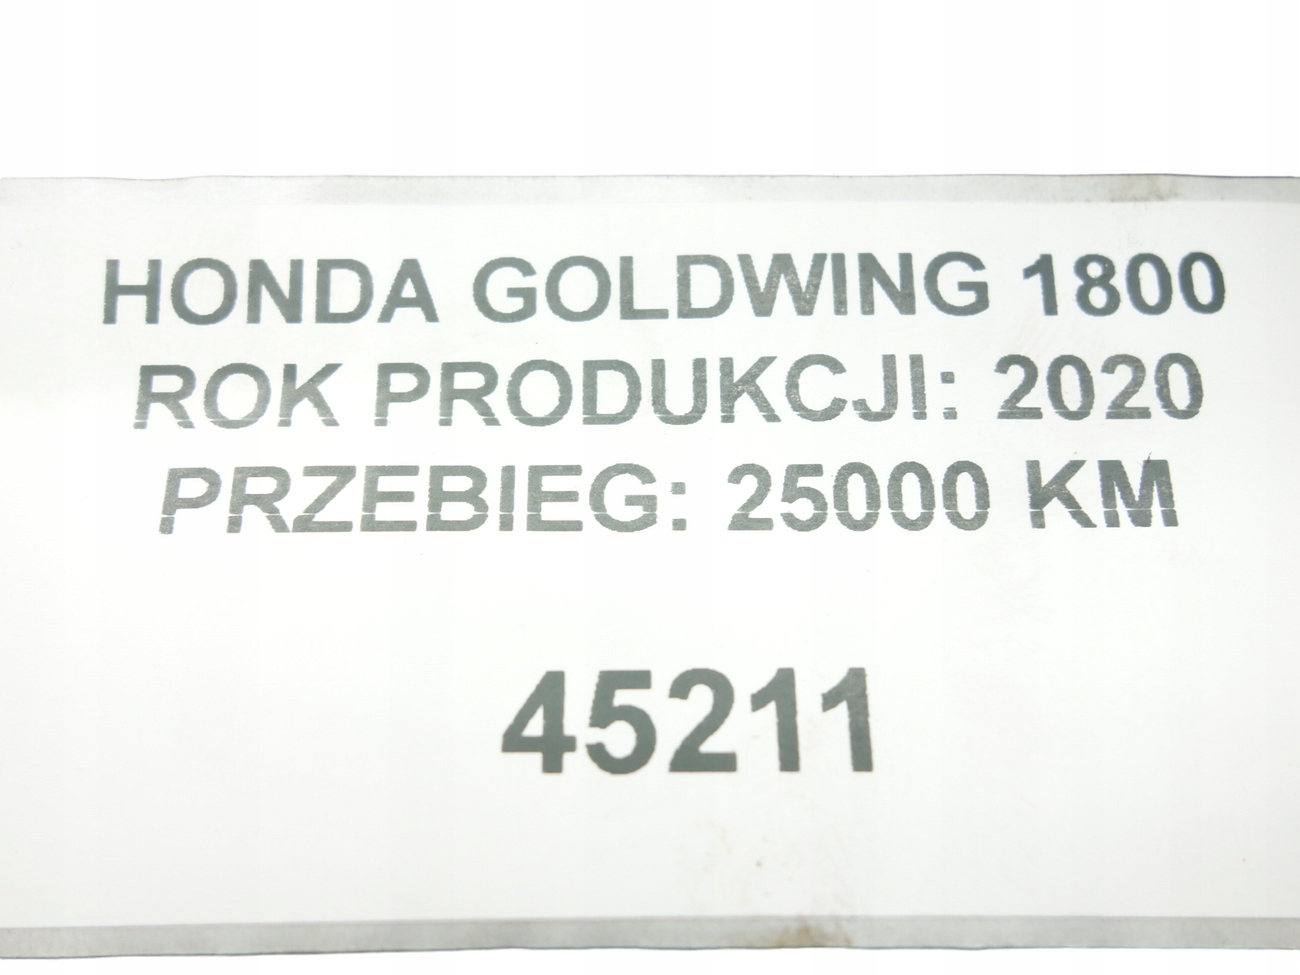 HONDA GOLDWING 1800
ROK PRODUKCJI: 2020
PRZEBIEG: 25000 KM
45211